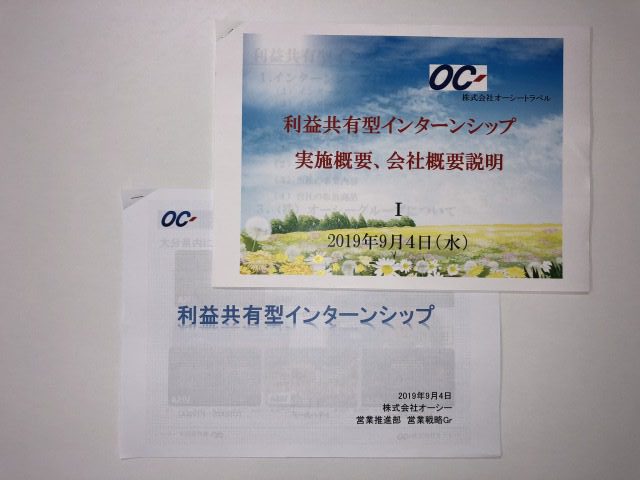 OC
株式会社オーシートラベル
利益共有型インターンシップ
実施概要、会社概要説明
I
2019年9月4日(水)
OC
利益共有型インターンシップ
2019年9月4日
株式会社オーシー
営業推進部 営業戦略Gr